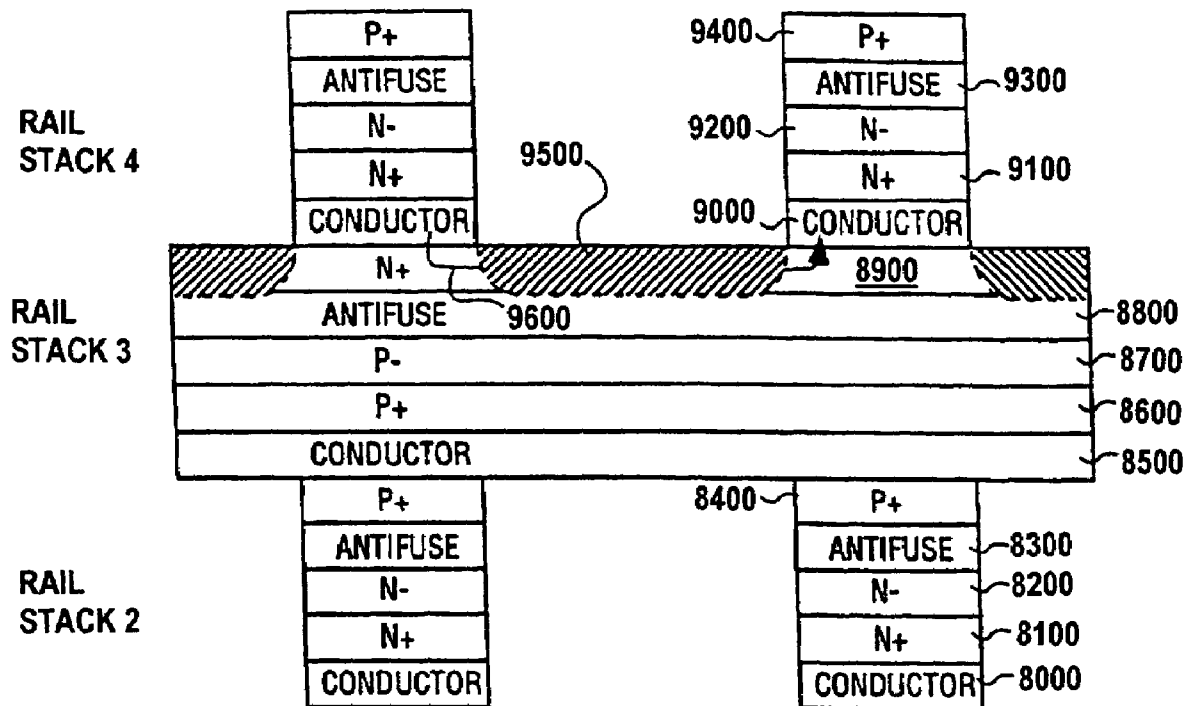 P+
9400
P+
ANTIFUSE
ANTIFUSE
9300
RAIL
STACK 4
N-
9200
N-
9500
N+
N+
9100
CONDUCTOR
9000
CONDUCTOR
N+
8900
RAIL
STACK 3
9600
ANTIFUSE
8800
P-
8700
P+
8600
CONDUCTOR
8500
P+
8400
P+
ANTIFUSE
ANTIFUSE
8300
RAIL
STACK 2
N-
N-
8200
N+
N+
8100
CONDUCTOR
CONDUCTOR
8000